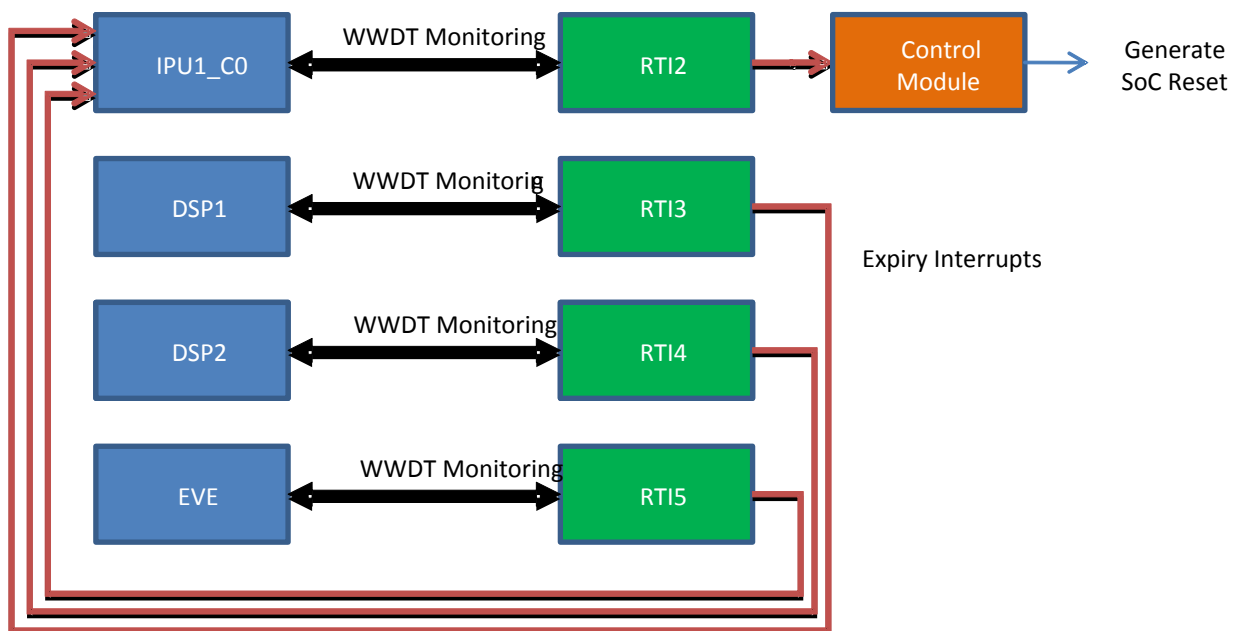 WWDT Monitoring
IPU1_C0
RTI2
Control
Module
Generate
SoC Reset
WWDT Monitorin
DSP1
RTI3
Expiry Interrupts
WWDT Monitoring
DSP2
RTI4
WWDT Monitoring
EVE
RTI5